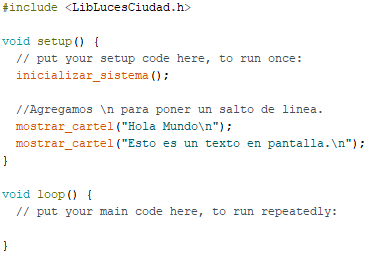 #include <LibLucesCiudad.h>
void setup() {
// put your setup code here, to run once:
inicializar_sistema();
//Agregamos \n para poner un salto de linea.
mostrar_cartel("Hola Mundo\n");
mostrar_cartel("Esto es un texto en pantalla.\n");
}
void loop() {
// put your main code here, to run repeatedly:
}